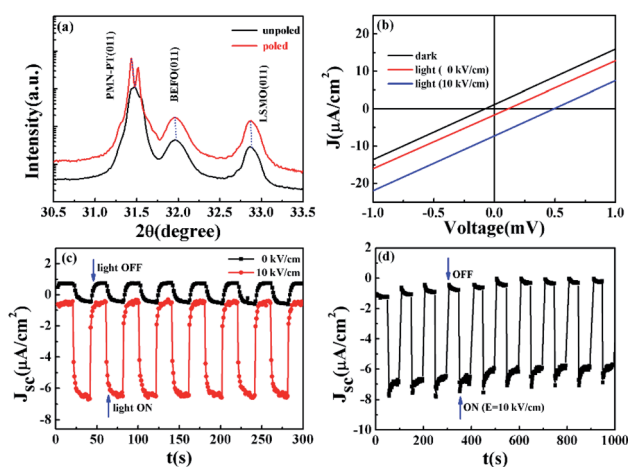 (a)
unpoled
poled
PMN-PT(011)
BEFO(011)
LSMO(011)
Intensity(a.u.)
30.5 31.0 31.5 32.0 32.5 33.0 33.5
2θ(degree)
(b)
dark
light ( 0 kV/cm)
light (10 kV/cm)
J(μA/cm²)
20
10
0
-10
-20
-1.0 -0.5 0.0 0.5 1.0
Voltage(mV)
(c)
0 kV/cm
10 kV/cm
light OFF
light ON
Jsc(μA/cm²)
2
0
-2
-4
-6
-8
0 50 100 150 200 250 300
t(s)
(d)
OFF
ON (E=10 kV/cm)
Jsc(μA/cm²)
2
0
-2
-4
-6
-8
-10
0 200 400 600 800 1000
t(s)